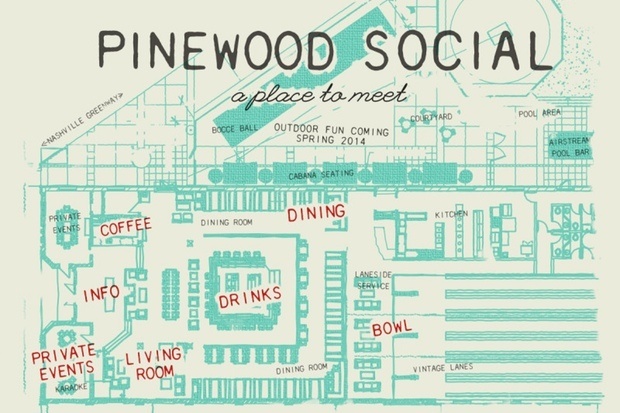 PINEWOOD SOCIAL
a place to meet
<NASHVILLE GREENWAY>
BOCCE BALL
OUTDOOR FUN COMING
SPRING 2014
COURTYARD
POOL AREA
AIRSTREAM
POOL BAR
CABANA SEATING
PRIVATE
EVENTS
COFFEE
DINING ROOM
DINING
KITCHEN
INFO
DRINKS
LANESIDE
SERVICE
BOWL
PRIVATE
EVENTS
KARAOKE
LIVING
ROOM
DINING ROOM
VINTAGE LANES